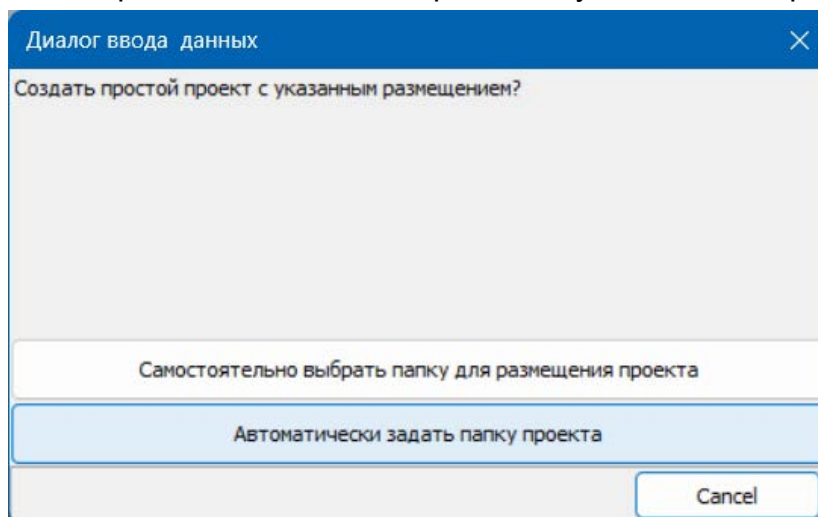 Диалог ввода данных
Создать простой проект с указанным размещением?
Самостоятельно выбрать папку для размещения проекта
Автоматически задать папку проекта
Cancel